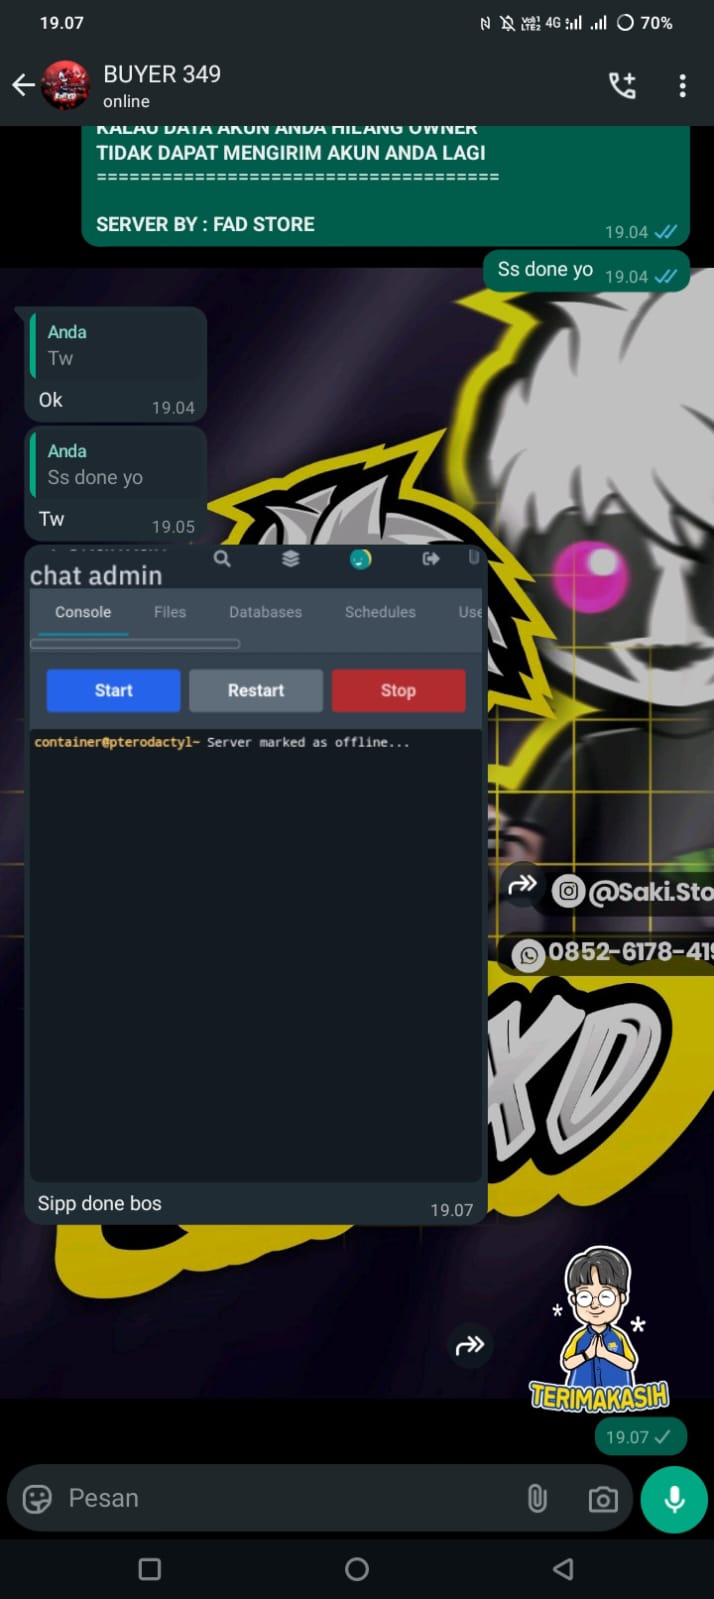 19.07
4G
70%
BUYER 349
online
KALAU DATA AKUN ANDA HILANG OWNER
TIDAK DAPAT MENGIRIM AKUN ANDA LAGI
=====================================
SERVER BY : FAD STORE
19.04
Ss done yo 19.04
Anda
Tw
Ok 19.04
Anda
Ss done yo
Tw 19.05
chat admin
Console Files Databases Schedules Use
Start Restart Stop
container@pterodactyl~ Server marked as offline...
@Saki.Sto
0852-6178-419
XD
Sipp done bos 19.07
TERIMAKASIH
19.07
Pesan